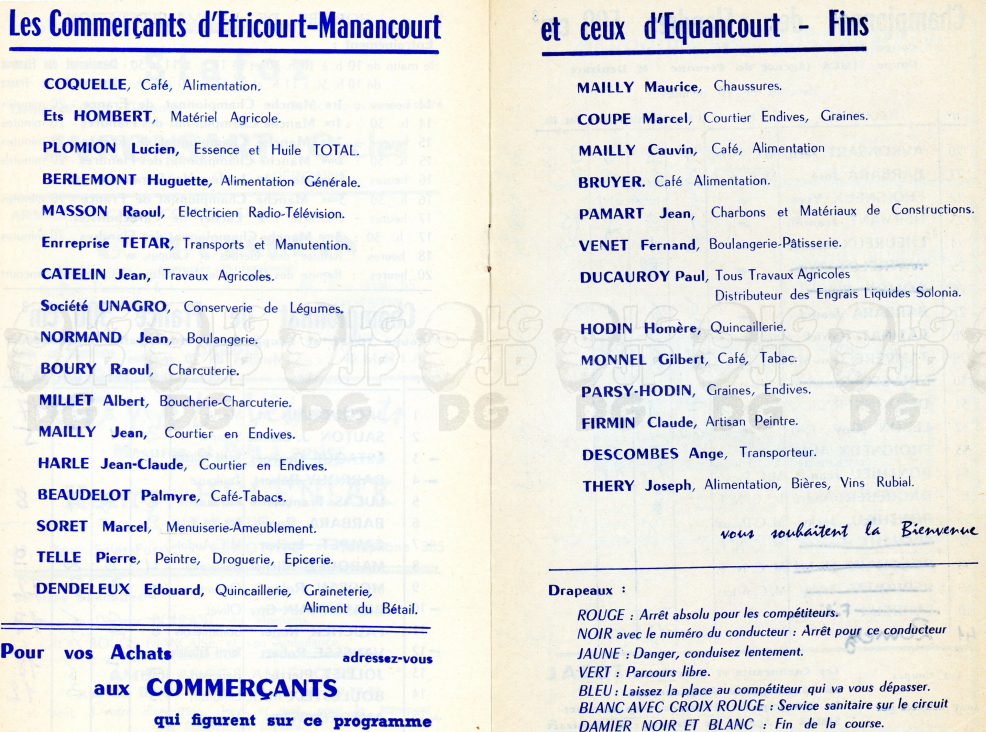 Les Commerçants d'Etricourt-Manancourt
COQUELLE, Café, Alimentation.
Ets HOMBERT, Matériel Agricole.
PLOMION Lucien, Essence et Huile TOTAL.
BERLEMONT Huguette, Alimentation Générale.
MASSON Raoul, Electricien Radio-Télévision.
Enrreprise TETAR, Transports et Manutention.
CATELIN Jean, Travaux Agricoles.
Société UNAGRO, Conserverie de Légumes.
NORMAND Jean, Boulangerie.
BOURY Raoul, Charcuterie.
MILLET Albert, Boucherie-Charcuterie.
MAILLY Jean, Courtier en Endives.
HARLE Jean-Claude, Courtier en Endives.
BEAUDELOT Palmyre, Café-Tabacs.
SORET Marcel, Menuiserie-Ameublement.
TELLE Pierre, Peintre, Droguerie, Epicerie.
DENDELEUX Edouard, Quincaillerie, Graineterie,
Aliment du Bétail.
Pour vos Achats adressez-vous
aux COMMERÇANTS
qui figurent sur ce programme
et ceux d'Equancourt - Fins
MAILLY Maurice, Chaussures.
COUPE Marcel, Courtier Endives, Graines.
MAILLY Cauvin, Café, Alimentation
BRUYER. Café Alimentation.
PAMART Jean, Charbons et Matériaux de Constructions.
VENET Fernand, Boulangerie-Pâtisserie.
DUCAUROY Paul, Tous Travaux Agricoles
Distributeur des Engrais Liquides Solonia.
HODIN Homère, Quincaillerie.
MONNEL Gilbert, Café, Tabac.
PARSY-HODIN, Graines, Endives.
FIRMIN Claude, Artisan Peintre.
DESCOMBES Ange, Transporteur.
THERY Joseph, Alimentation, Bières, Vins Rubial.
vous souhaitent la Bienvenue
Drapeaux :
ROUGE : Arrêt absolu pour les compétiteurs.
NOIR avec le numéro du conducteur : Arrêt pour ce conducteur
JAUNE : Danger, conduisez lentement.
VERT : Parcours libre.
BLEU : Laissez la place au compétiteur qui va vous dépasser.
BLANC AVEC CROIX ROUGE : Service sanitaire sur le circuit
DAMIER NOIR ET BLANC : Fin de la course.